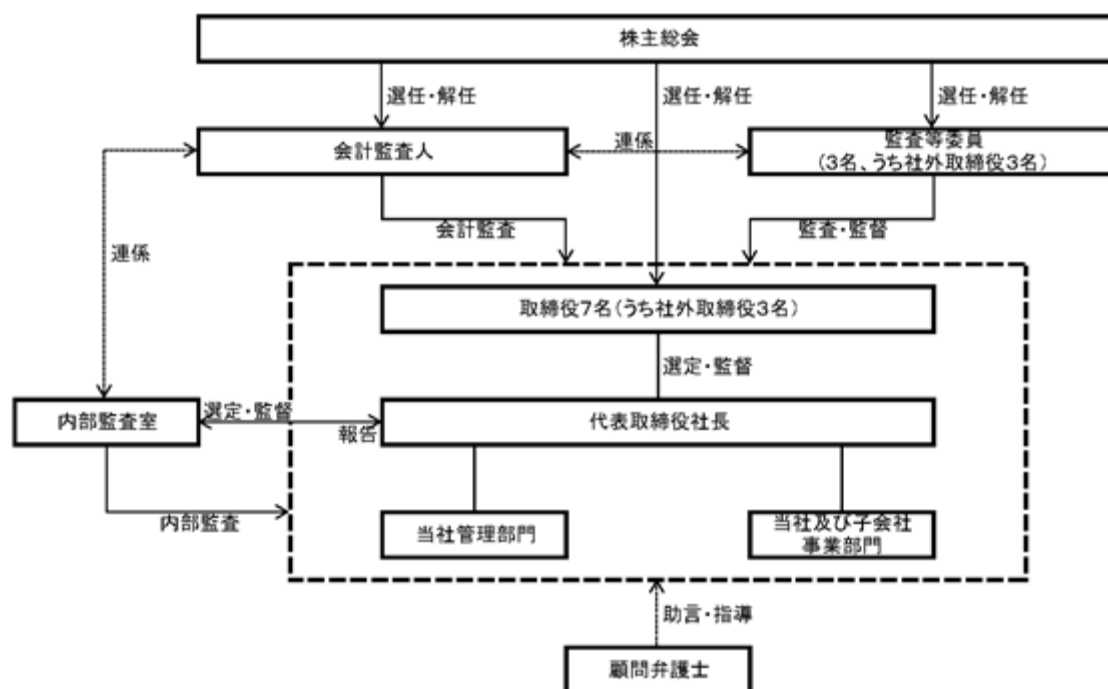 株主総会
選任・解任
選任・解任
選任・解任
会計監査人
連係
監査等委員
(3名、うち社外取締役3名)
会計監査
監査・監督
連係
取締役7名(うち社外取締役3名)
選定・監督
内部監査室
選定・監督
報告
代表取締役社長
内部監査
当社管理部門
当社及び子会社
事業部門
助言・指導
顧問弁護士